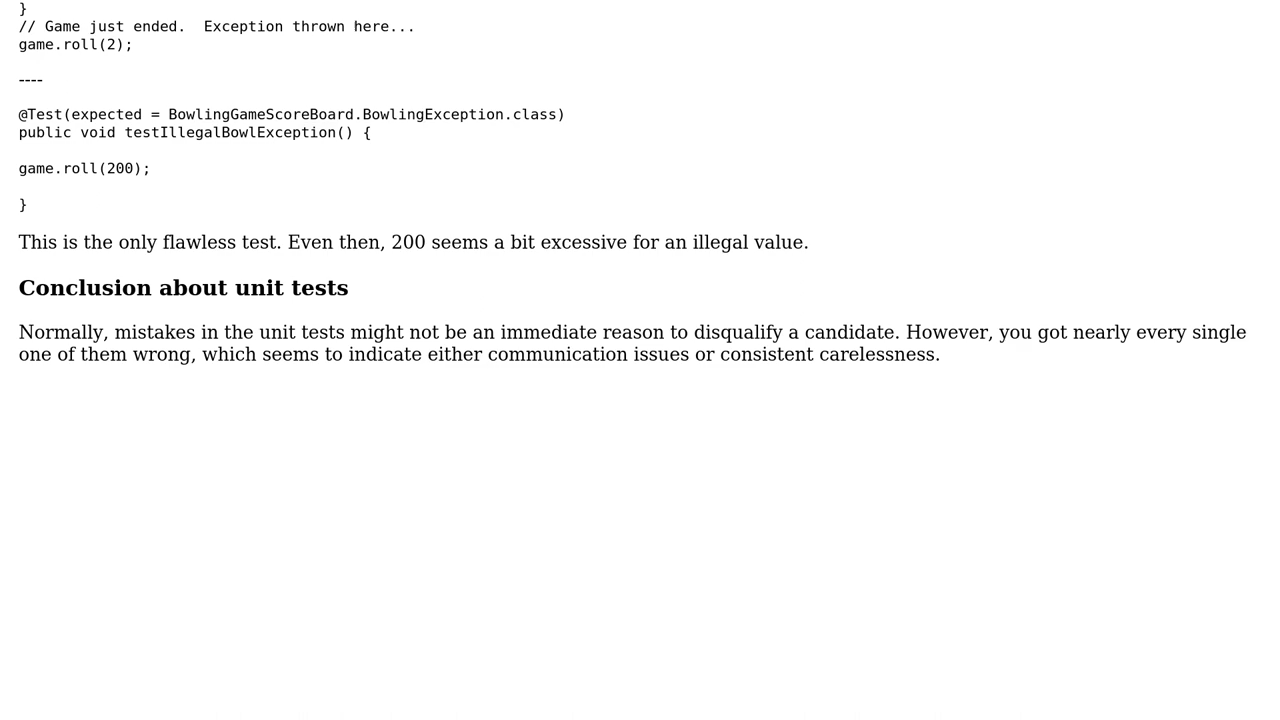 }
// Game just ended.  Exception thrown here...
game.roll(2);
----
@Test(expected = BowlingGameScoreBoard.BowlingException.class)
public void testIllegalBowlException() {
game.roll(200);
}
This is the only flawless test. Even then, 200 seems a bit excessive for an illegal value.
Conclusion about unit tests
Normally, mistakes in the unit tests might not be an immediate reason to disqualify a candidate. However, you got nearly every single
one of them wrong, which seems to indicate either communication issues or consistent carelessness.